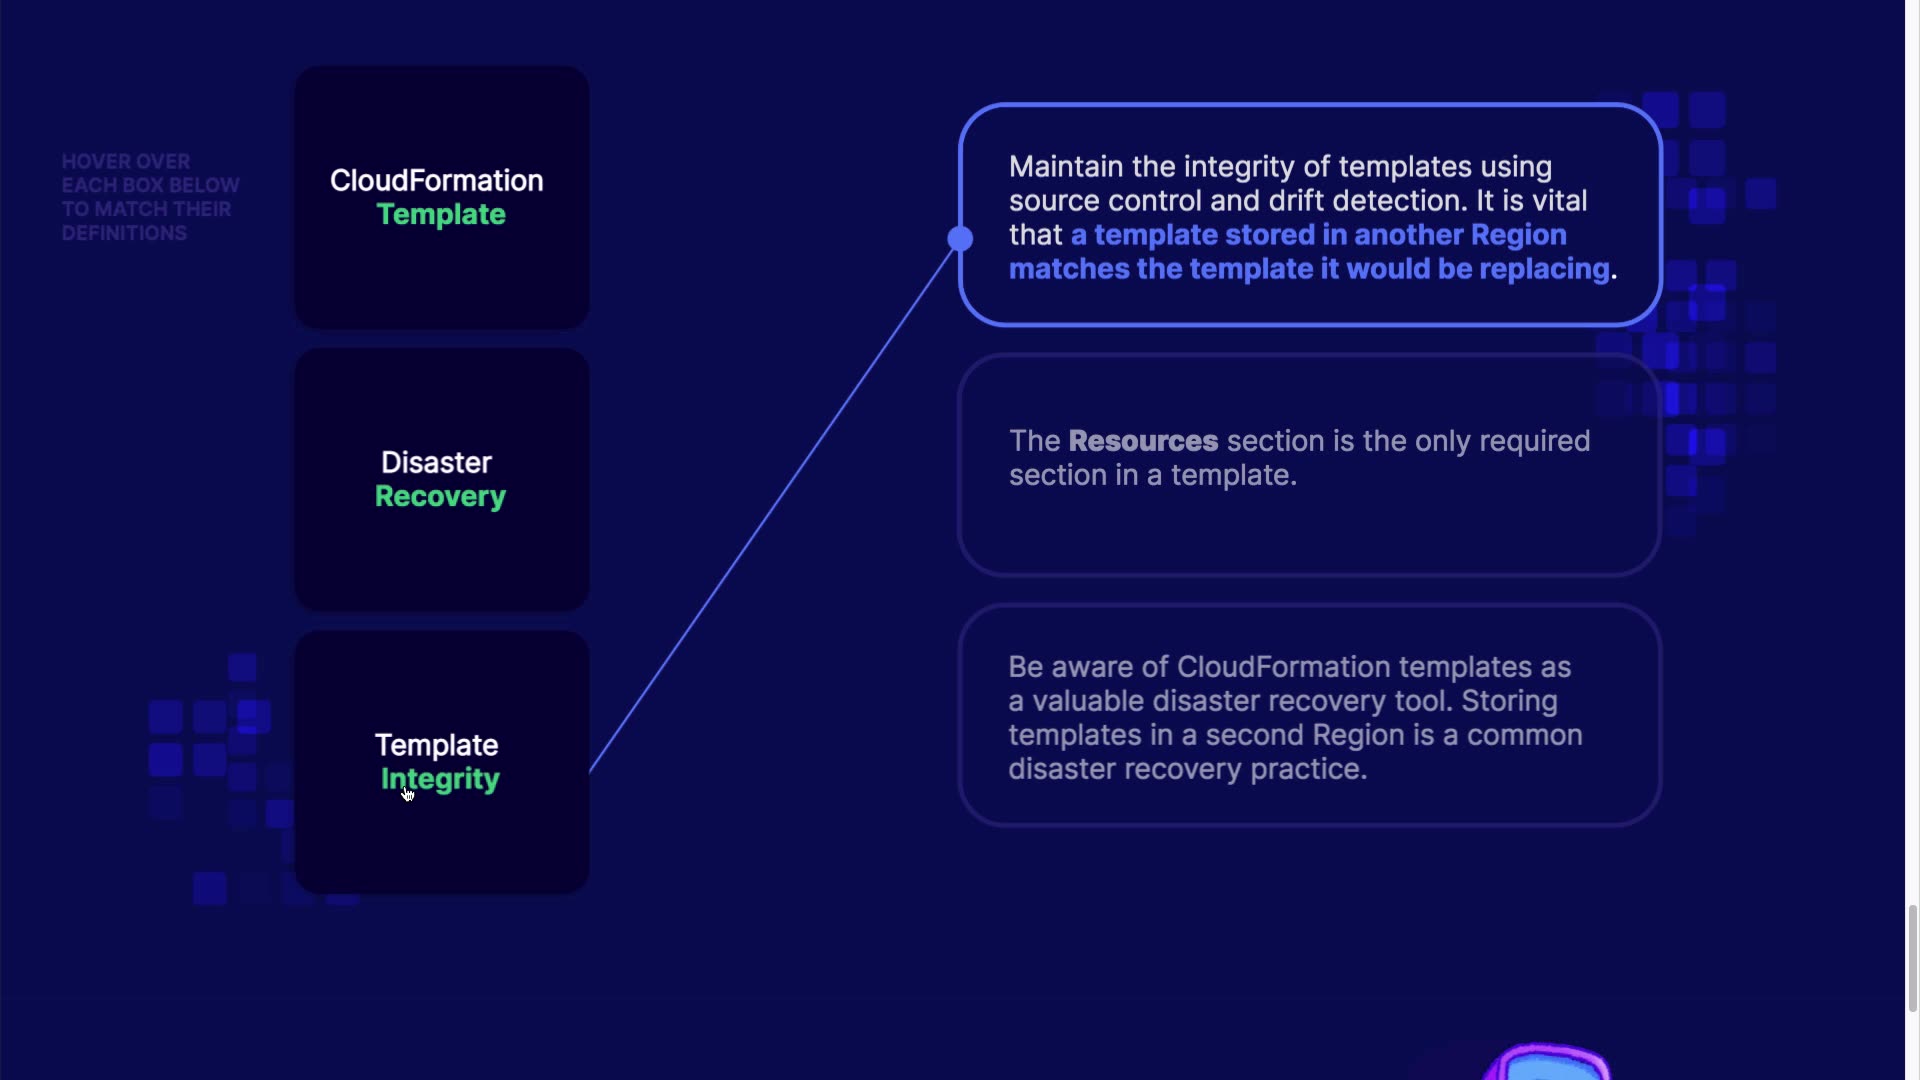 HOVER OVER
EACH BOX BELOW
TO MATCH THEIR
DEFINITIONS
CloudFormation
Template
Disaster
Recovery
Template
Integrity
Maintain the integrity of templates using
source control and drift detection. It is vital
that a template stored in another Region
matches the template it would be replacing.
The Resources section is the only required
section in a template.
Be aware of CloudFormation templates as
a valuable disaster recovery tool. Storing
templates in a second Region is a common
disaster recovery practice.